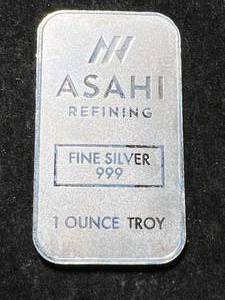 ASAHI
REFINING
FINE SILVER
999
1 OUNCE TROY